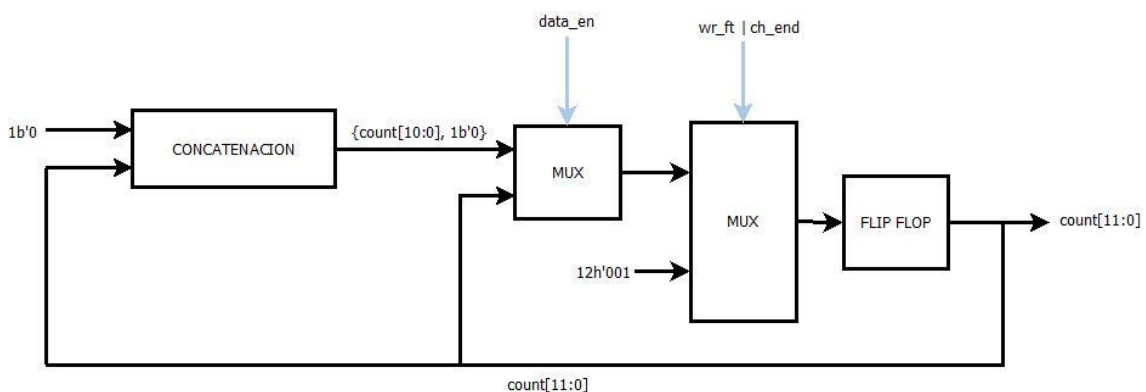 data_en
wr_ft | ch_end
1b'0
{count[10:0], 1b'0}
CONCATENACION
MUX
MUX
FLIP FLOP
count[11:0]
12h'001
count[11:0]